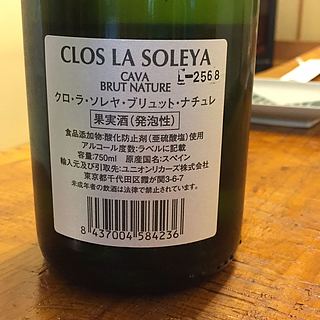 CLOS LA SOLEYA
CAVA
BRUT NATURE
L-2568
クロ・ラ・ソレヤ・ブリュット・ナチュレ
果実酒(発泡性)
食品添加物:酸化防止剤(亜硫酸塩)使用
アルコール度数:ラベルに記載
容量:750ml 原産国名:スペイン
輸入元及び引取先:ユニオンリカーズ株式会社
東京都千代田区霞が関3-6-7
未成年者の飲酒は法律で禁止されています。
8 437004 584236